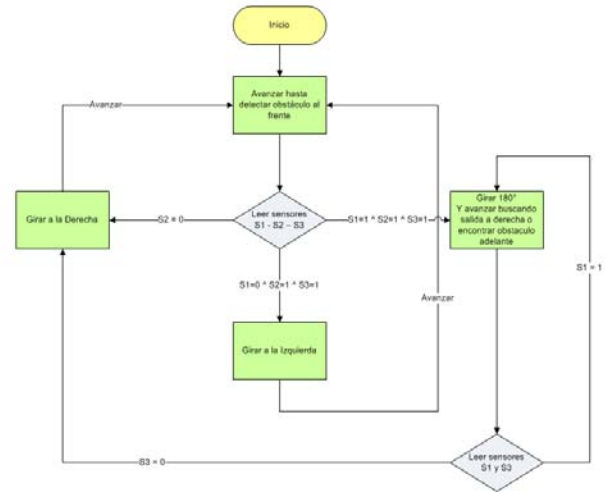 Inicio
Avanzar hasta
detectar obstáculo al
frente
Avanzar
Girar a la Derecha
S2 = 0
Leer sensores
S1 - S2 - S3
S1=1 ^ S2=1 ^ S3=1
Girar 180°
Y avanzar buscando
salida a derecha o
encontrar obstaculo
adelante
S1 = 1
S1=0 ^ S2=1 ^ S3=1
Avanzar
Girar a la Izquierda
Leer sensores
S1 y S3
S3 = 0